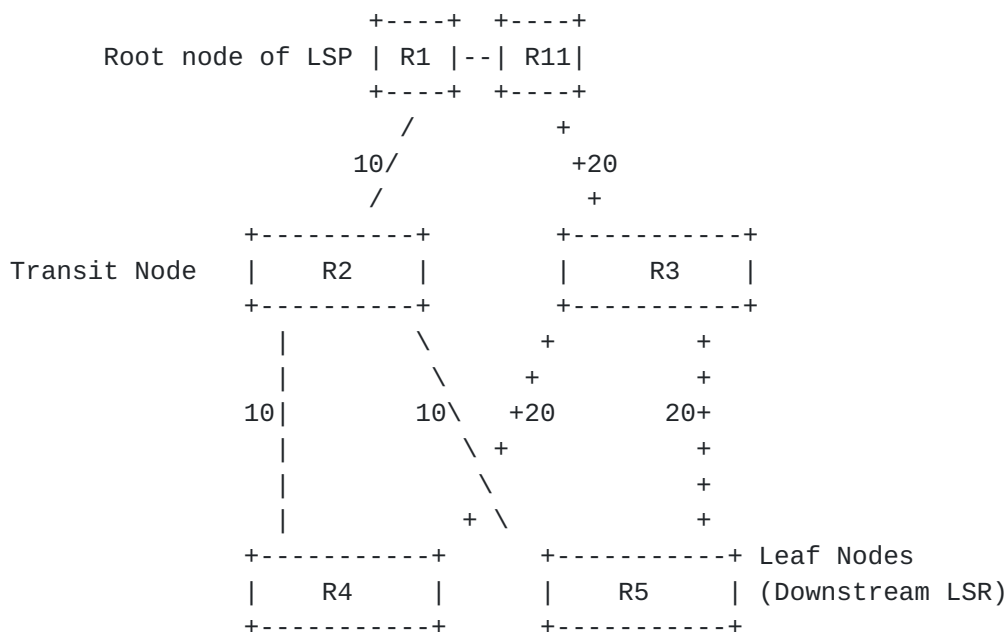 +----+  +----+
Root node of LSP | R1 |--| R11|
+----+  +----+
/          +
10/            +20
/              +
+----------+        +-----------+
Transit Node   |    R2    |        |     R3    |
+----------+        +-----------+
|        \       +         +
|         \     +          +
10|        10\   +20       20+
|           \ +            +
|            \             +
|           + \            +
+-----------+      +-----------+ Leaf Nodes
|    R4     |      |    R5     | (Downstream LSR)
+-----------+      +-----------+